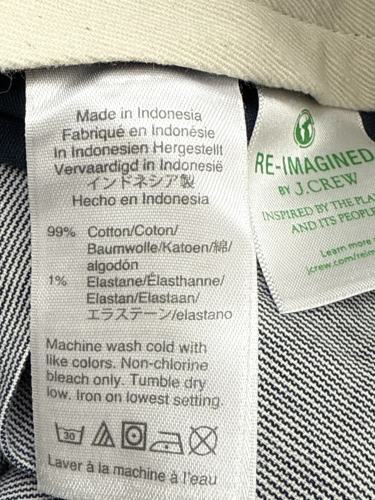 Made in Indonesia
Fabriqué en Indonésie
In Indonesien Hergestellt
Vervaardigd in Indonesië
インドネシア製
Hecho en Indonesia
99% Cotton/Coton/
Baumwolle/Katoen/綿/
algodón
1% Elastane/Élasthanne/
Elastan/Elastaan/
エラステーン/elastano
Machine wash cold with
like colors. Non-chlorine
bleach only. Tumble dry
low. Iron on lowest setting.
30
Laver à la machine à l'eau
RE-IMAGINED
BY J.CREW
INSPIRED BY THE
AND ITS
Learn more
jcrew.com/